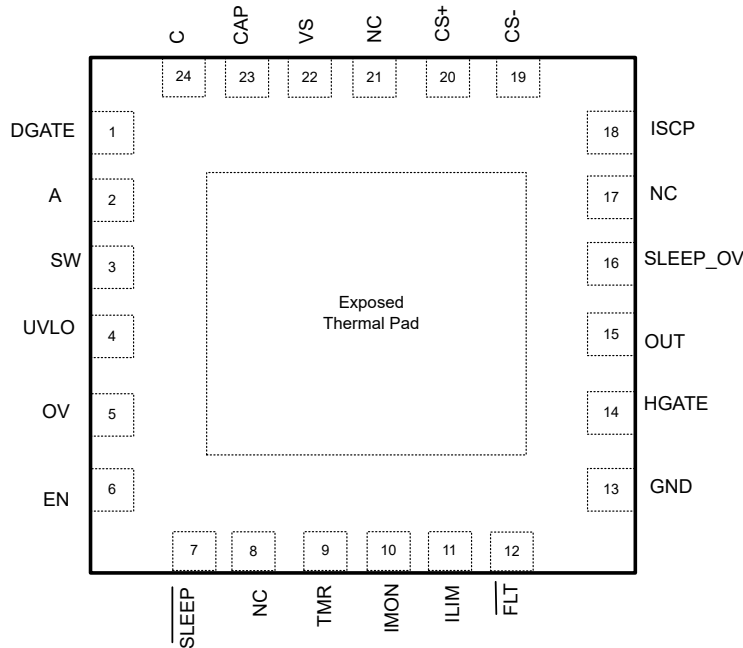 C
CAP
VS
NC
CS+
CS-
24
23
22
21
20
19
DGATE
1
18
ISCP
A
2
17
NC
SW
3
16
SLEEP_OV
UVLO
4
15
OUT
Exposed
Thermal Pad
OV
5
14
HGATE
EN
6
13
GND
7
8
9
10
11
12
SLEEP
NC
TMR
IMON
ILIM
FLT